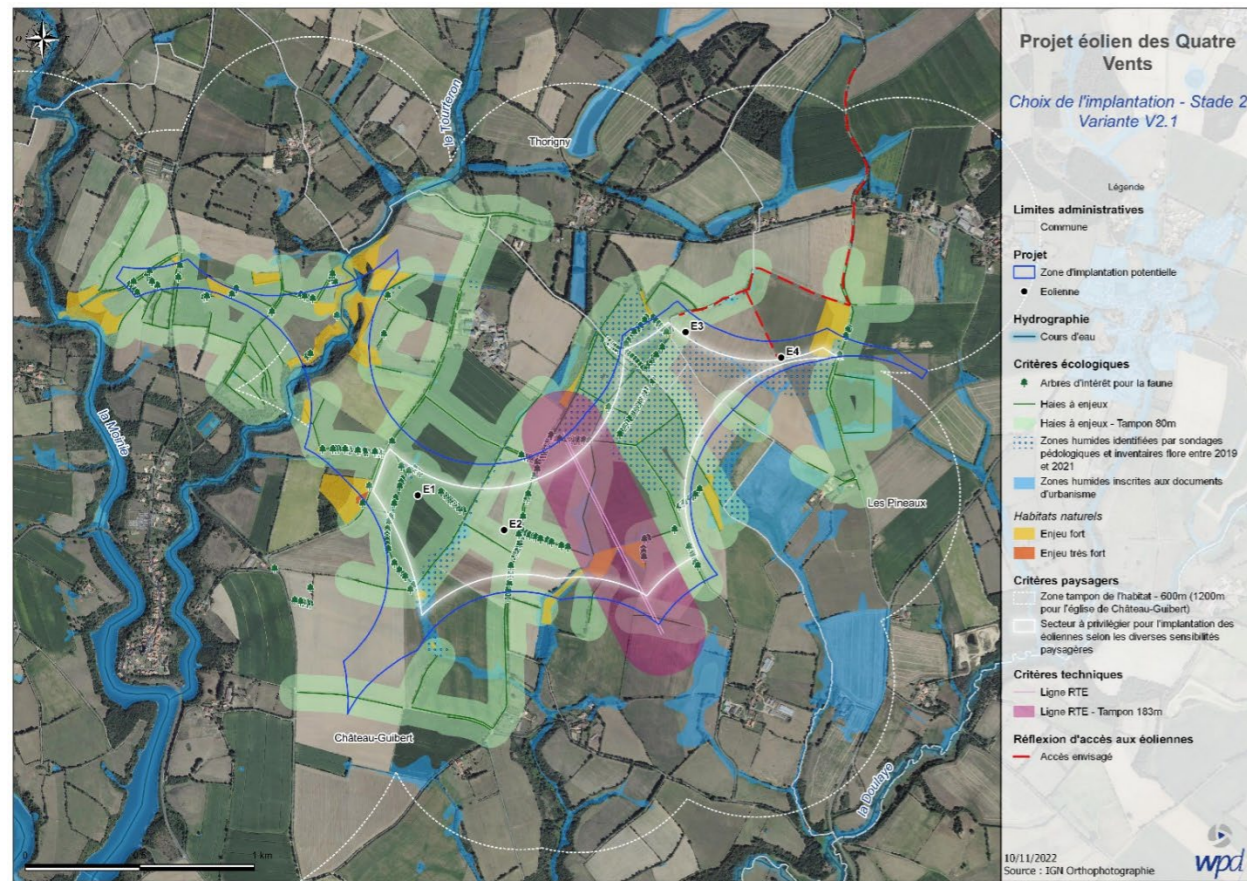 Projet éolien des Quatre
Vents
Choix de l'implantation - Stade 2
Variante V2.1
Légende
Limites administratives
Commune
Projet
Zone d'implantation potentielle
Eolienne
Hydrographie
Cours d'eau
Critères écologiques
Arbres d'intérêt pour la faune
Haies à enjeux
Haies à enjeux - Tampon 80m
Zones humides identifiées par sondages
pédologiques et inventaires flore entre 2019
et 2021
Zones humides inscrites aux documents
d'urbanisme
Habitats naturels
Enjeu fort
Enjeu très fort
Critères paysagers
Zone tampon de l'habitat - 600m (1200m
pour l'église de Château-Guibert)
Secteur à privilégier pour l'implantation des
éoliennes selon les diverses sensibilités
paysagères
Critères techniques
Ligne RTE
Ligne RTE - Tampon 183m
Réflexion d'accès aux éoliennes
Accès envisagé
10/11/2022
Source : IGN Orthophotographie
wpd
le Tourteron
Thorigny
E3
E4
la Moinie
E1
E2
Les Pineaux
Château-Guibert
la Doulaye
0
0.5
1 km